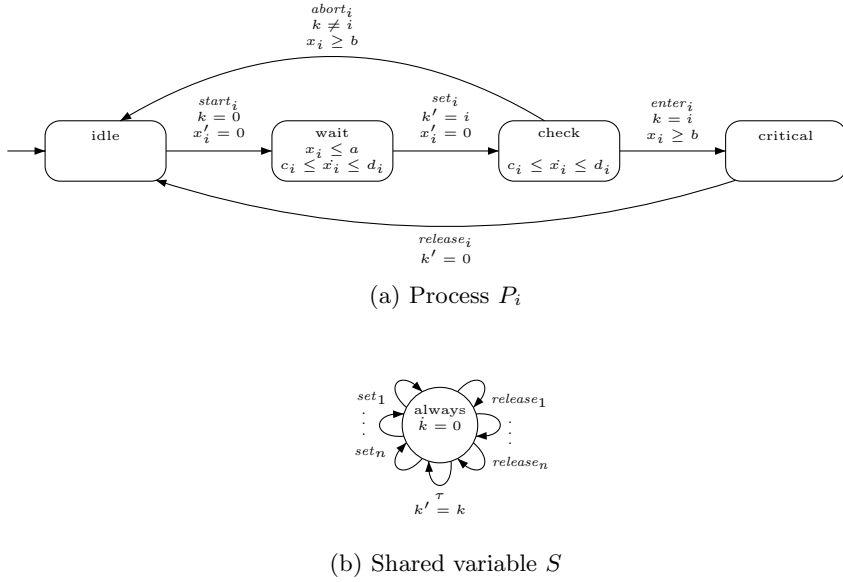 abort_i
k ≠ i
x_i ≥ b
start_i
k = 0
x′_i = 0
set_i
k′ = i
x′_i = 0
enter_i
k = i
x_i ≥ b
idle
wait
x_i ≤ a
c_i ≤ ẋ_i ≤ d_i
check
c_i ≤ ẋ_i ≤ d_i
critical
release_i
k′ = 0
(a) Process P_i
set_1
.
.
.
set_n
always
k̇ = 0
release_1
.
.
.
release_n
τ
k′ = k
(b) Shared variable S